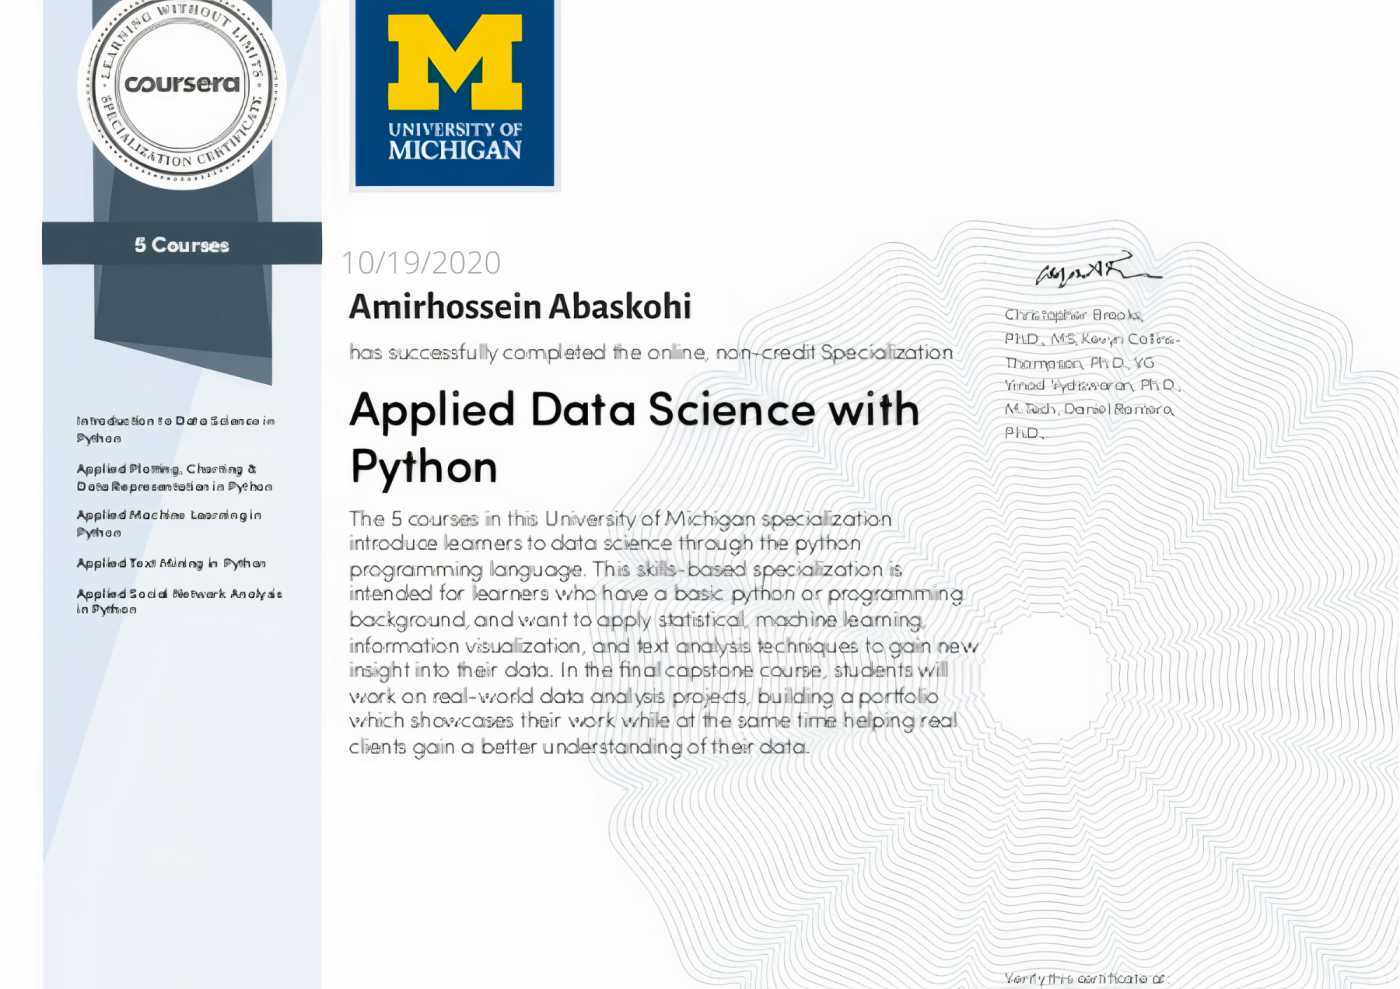 LEARNING WITHOUT LIMITS
coursera
SPECIALIZATION CERTIFICATE
UNIVERSITY OF
MICHIGAN
5 Courses
10/19/2020
Amirhossein Abaskohi
has successfully completed the online, non-credit Specialization
Applied Data Science with
Python
The 5 courses in this University of Michigan specialization
introduce learners to data science through the python
programming language. This skills-based specialization is
intended for learners who have a basic python or programming
background, and want to apply statistical, machine learning,
information visualization, and text analysis techniques to gain new
insight into their data. In the final capstone course, students will
work on real-world data analysis projects, building a portfolio
which showcases their work while at the same time helping real
clients gain a better understanding of their data.
Introduction to Data Science in
Python
Applied Plotting, Charting &
Data Representation in Python
Applied Machine Learning in
Python
Applied Text Mining in Python
Applied Social Network Analysis
in Python
Christopher Brooks,
Ph.D., MS, Kevyn Collins-
Thompson, Ph.D., VG
Vinod Vydiswaran, Ph.D.,
M.Tech, Daniel Romero,
Ph.D.,
Verify this certificate at: